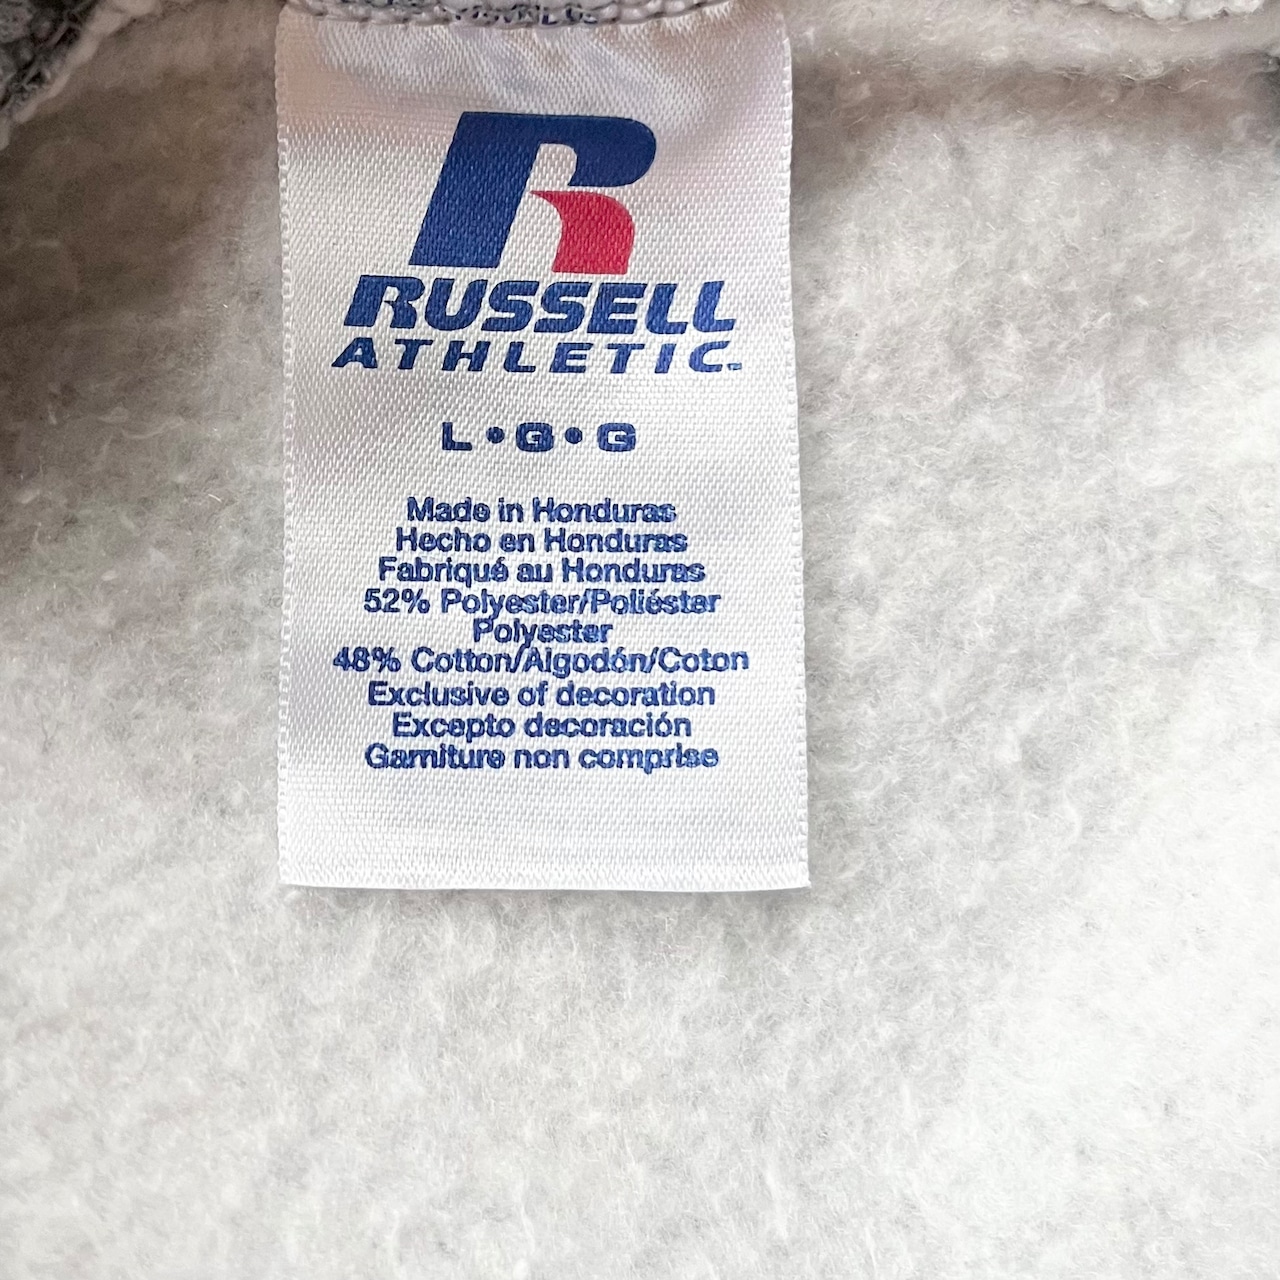 RUSSELL
ATHLETIC
L•G•G
Made in Honduras
Hecho en Honduras
Fabriqué au Honduras
52% Polyester/Poliéster
Polyester
48% Cotton/Algodón/Coton
Exclusive of decoration
Excepto decoración
Garniture non comprise